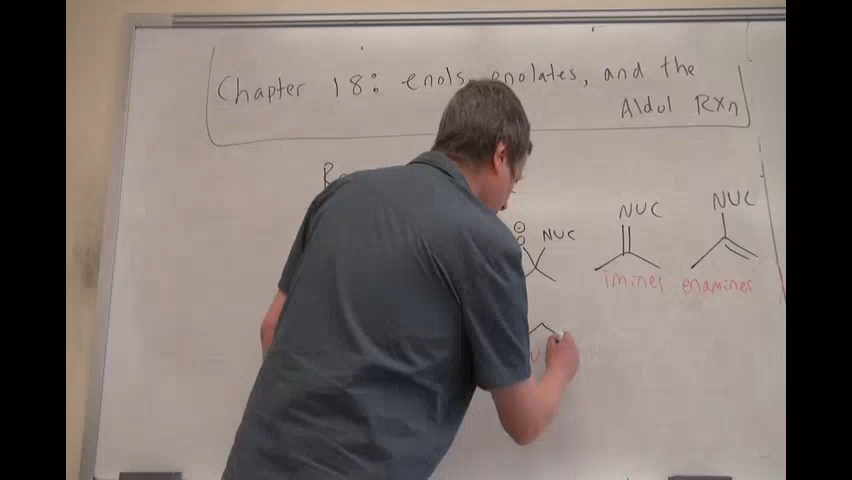 Chapter 18: enols, enolates, and the
Aldol Rxn
NUC
NUC
NUC
imines
enamines